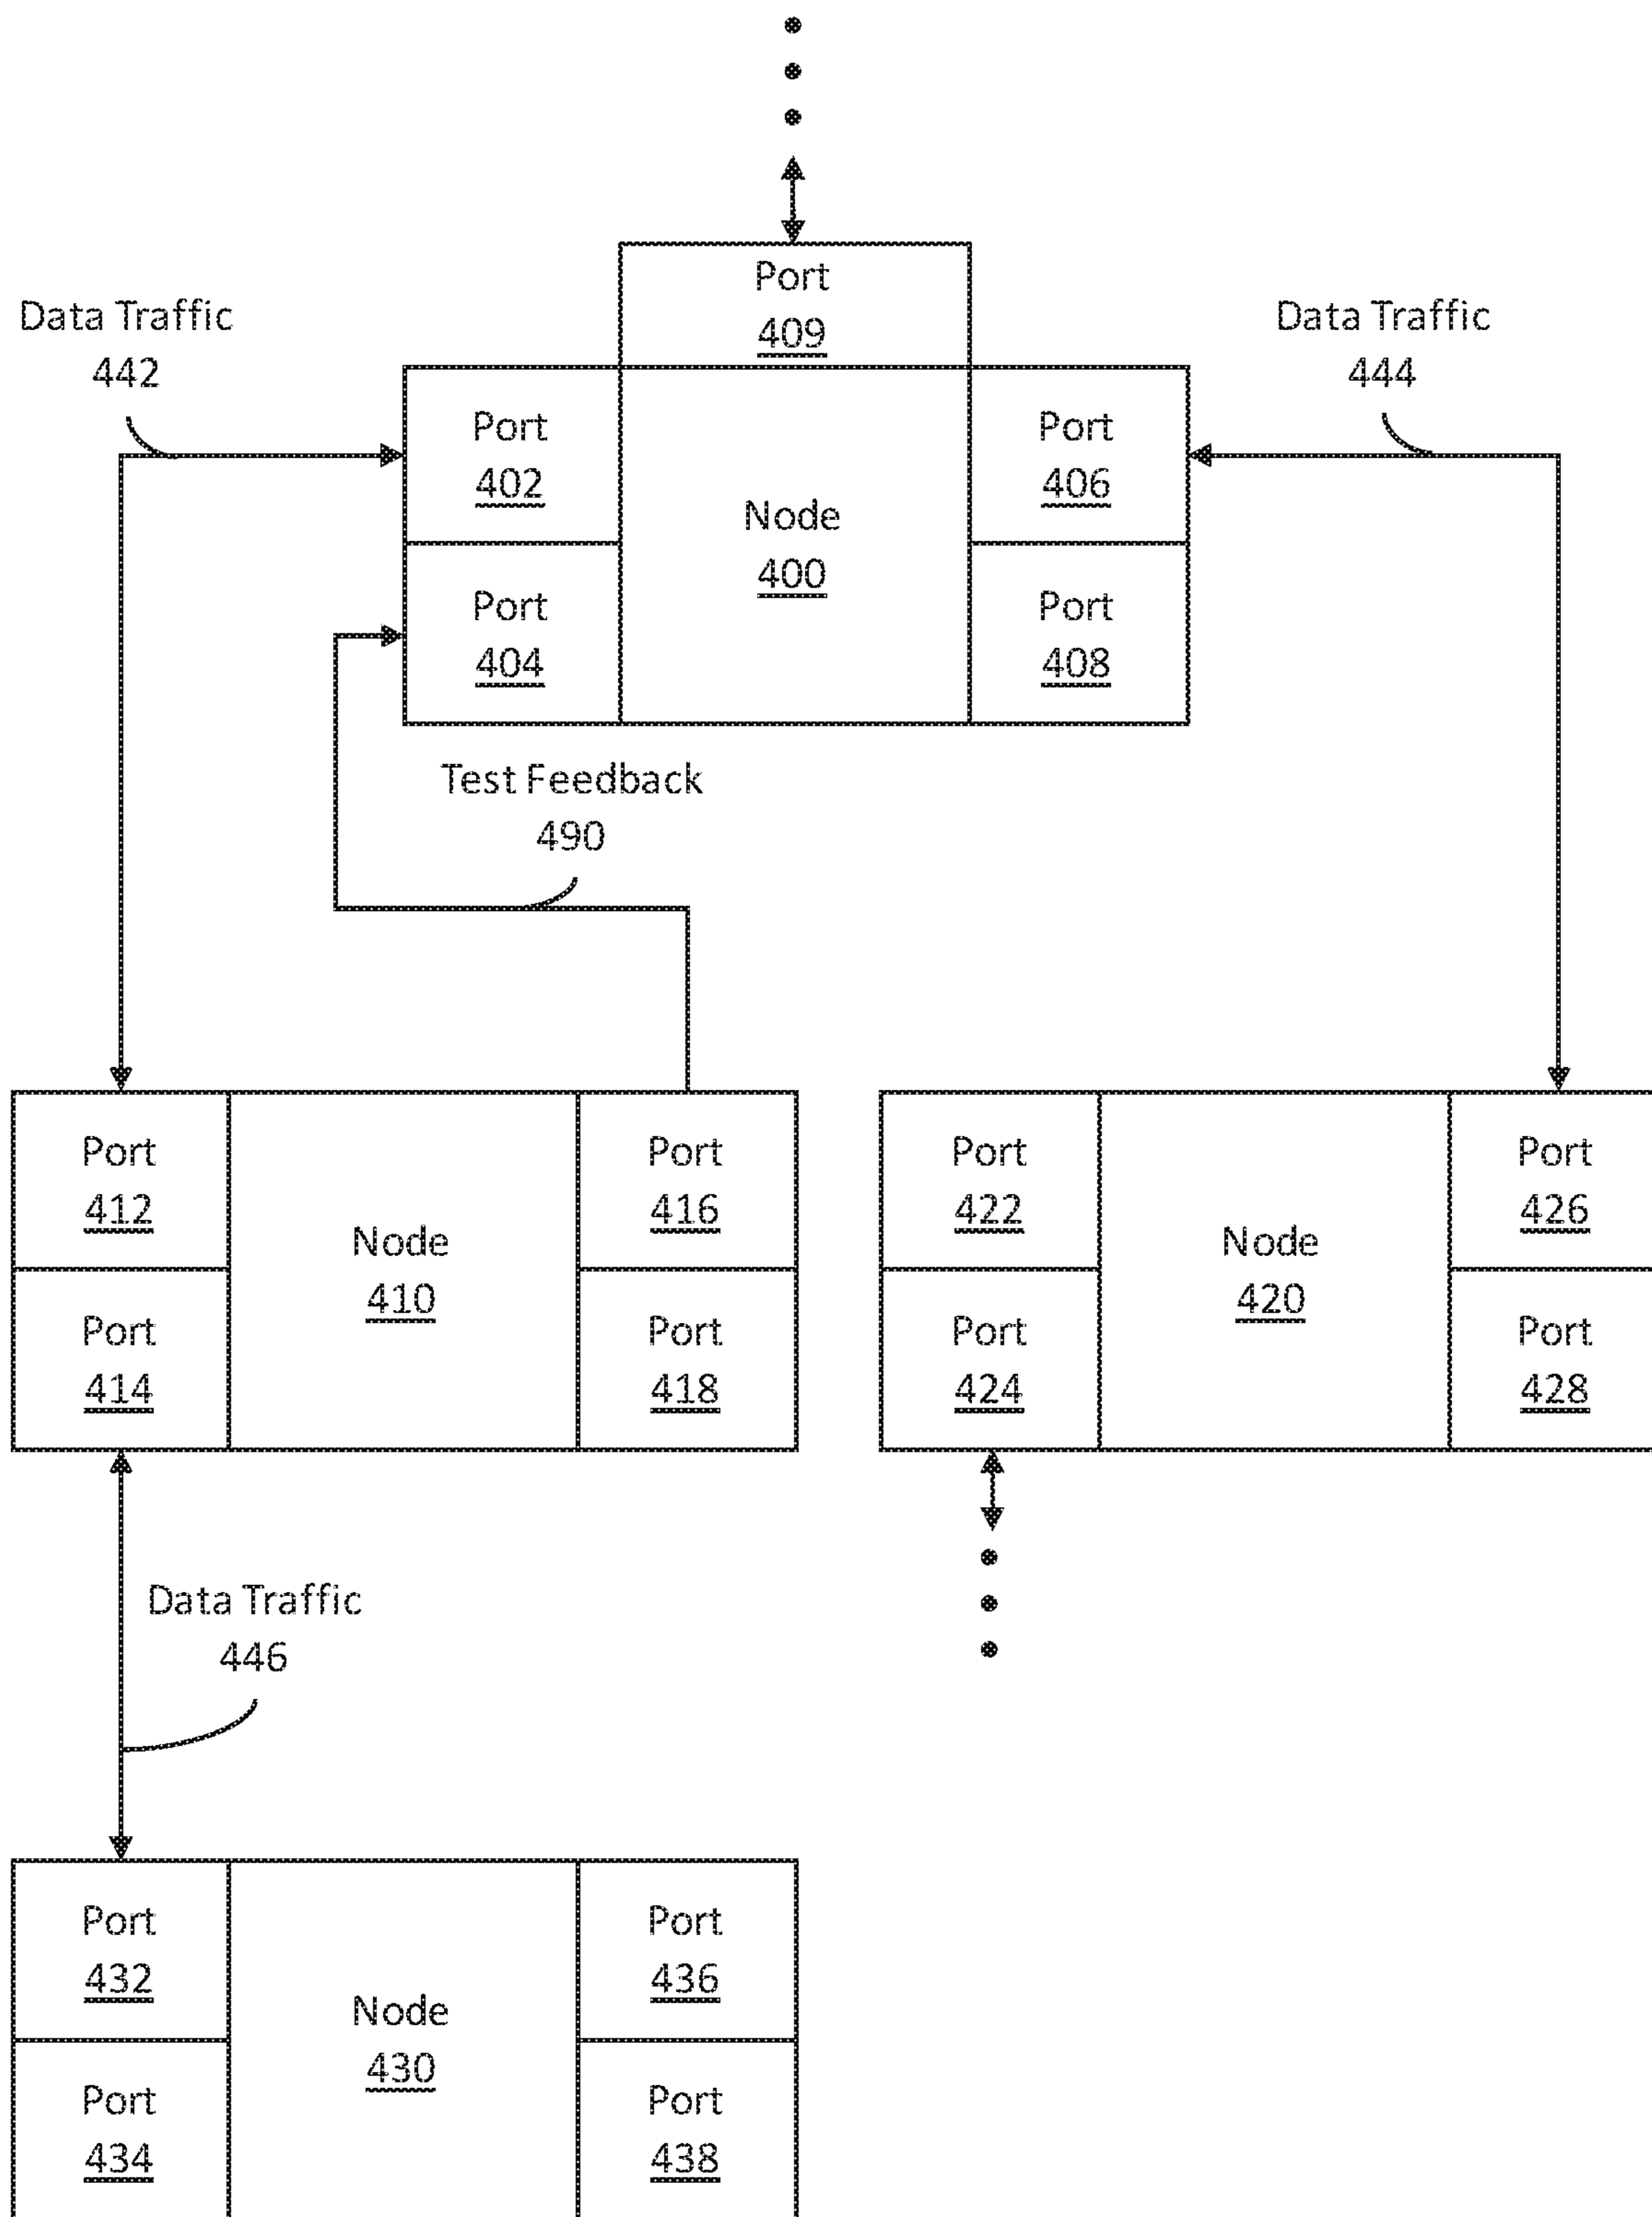 Port
409
Data Traffic
442
Data Traffic
444
Port
402
Port
406
Node
400
Port
404
Port
408
Test Feedback
490
Port
412
Port
416
Node
410
Port
414
Port
418
Port
422
Port
426
Node
420
Port
424
Port
428
Data Traffic
446
Port
432
Port
436
Node
430
Port
434
Port
438